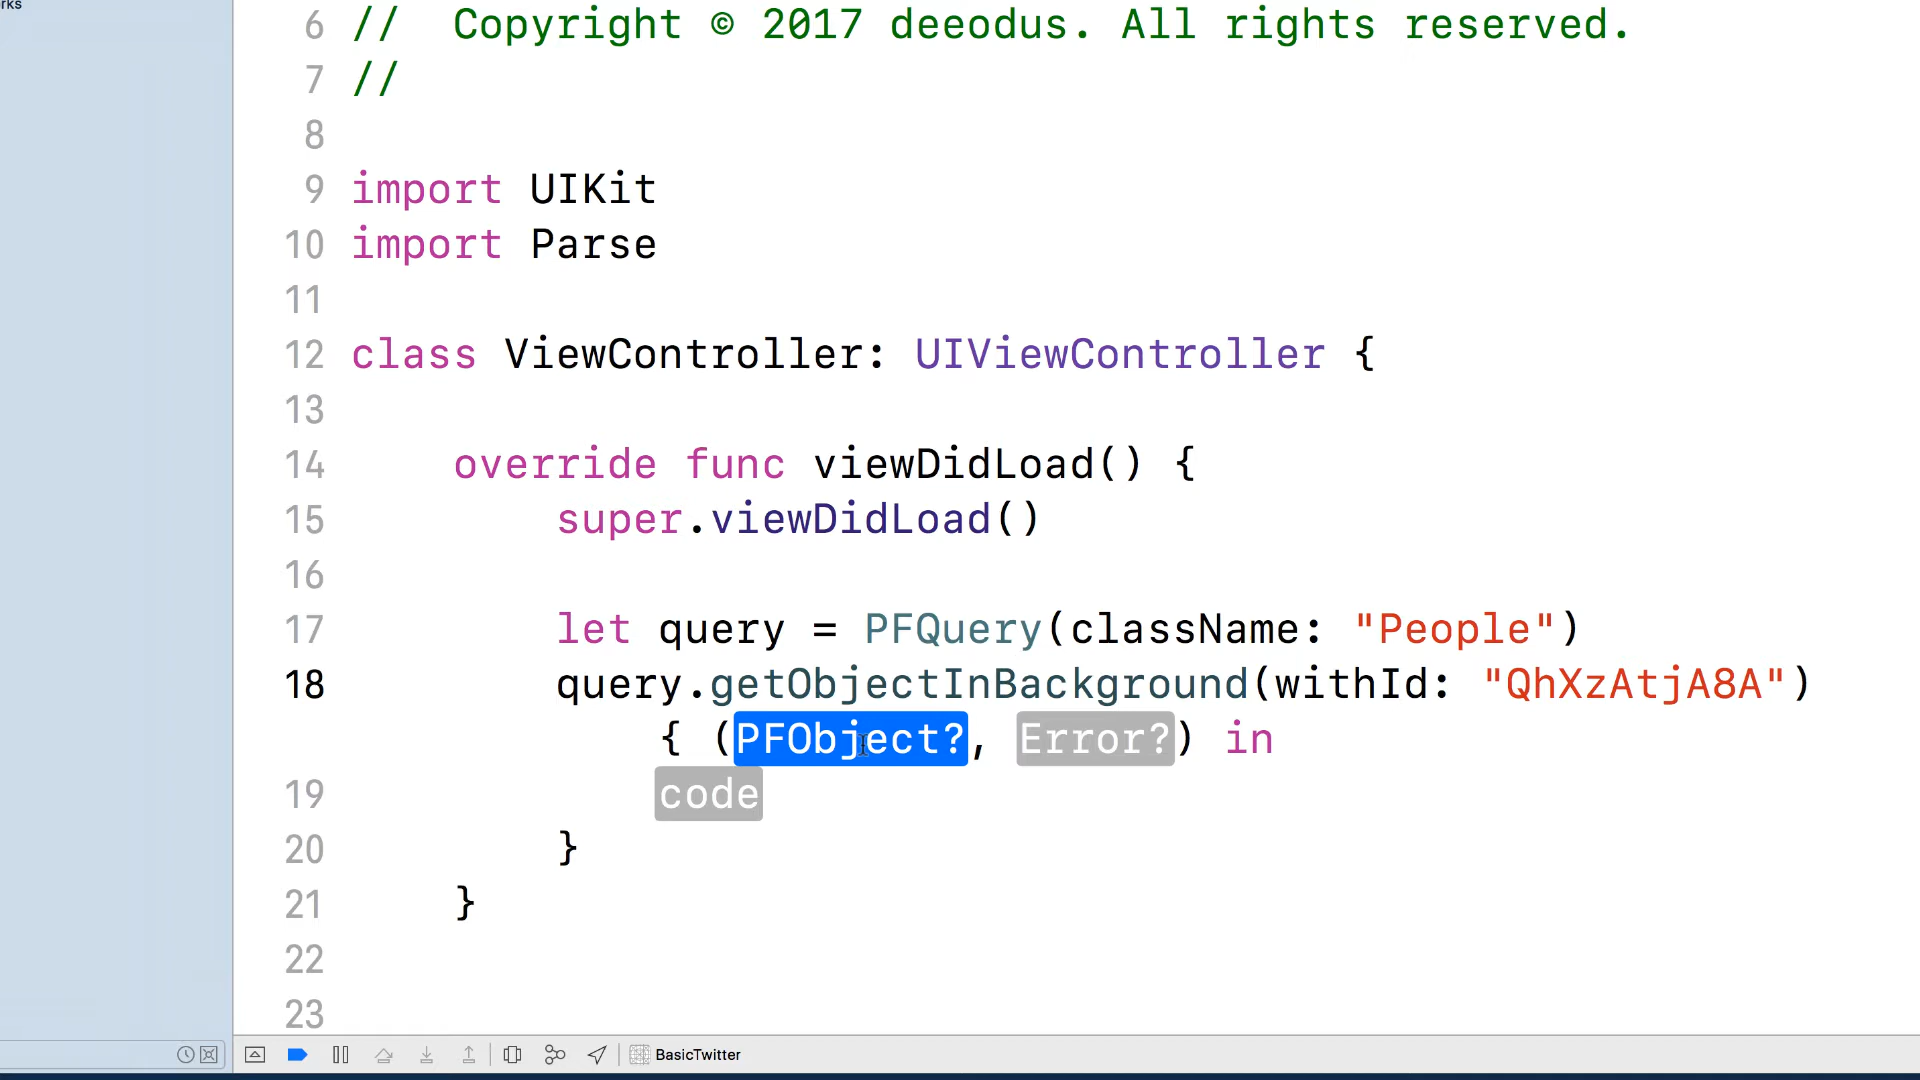 rks
6 //  Copyright © 2017 deeodus. All rights reserved.
7 //
8
9 import UIKit
10 import Parse
11
12 class ViewController: UIViewController {
13
14     override func viewDidLoad() {
15         super.viewDidLoad()
16
17         let query = PFQuery(className: "People")
18         query.getObjectInBackground(withId: "QhXzAtjA8A")
            { (PFObject?, Error?) in
19             code
20         }
21     }
22
23
BasicTwitter